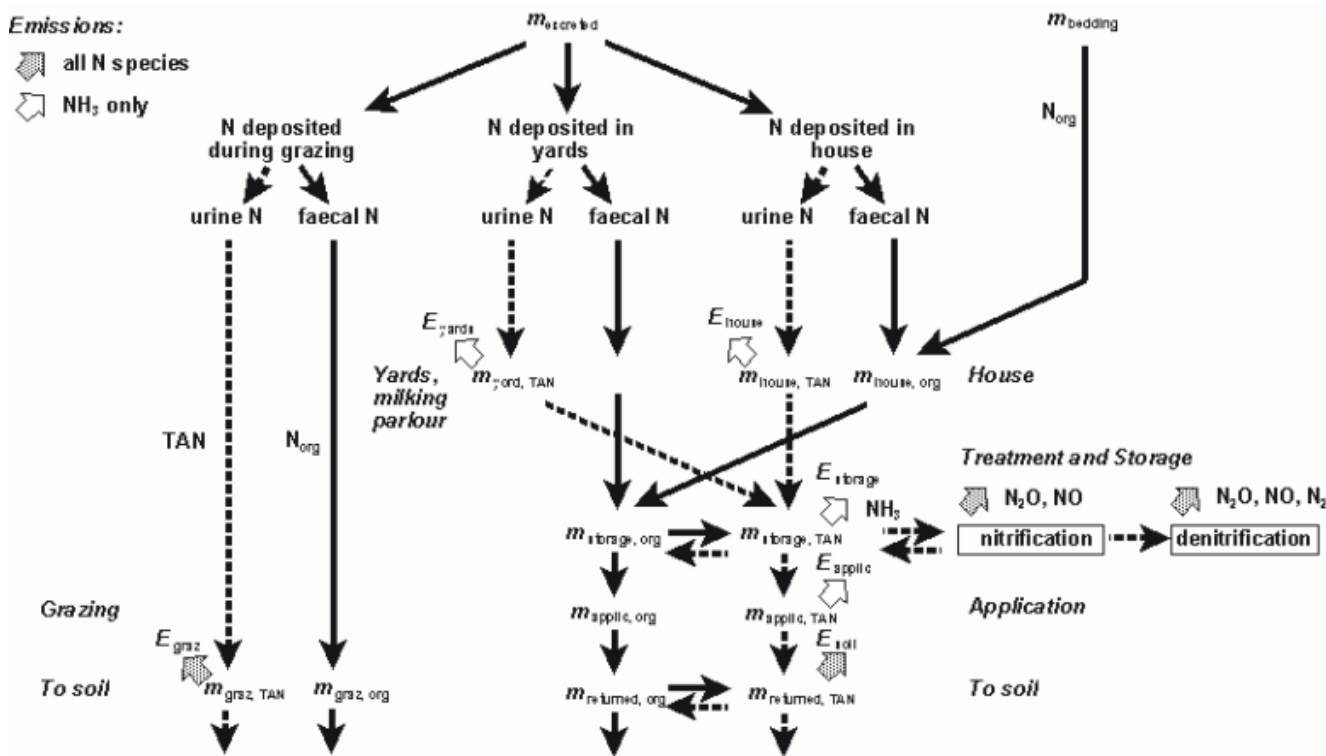 Emissions:
all N species
NH₃ only
m excreted
m bedding
N deposited
during grazing
N deposited in
yards
N deposited in
house
N org
urine N
faecal N
urine N
faecal N
urine N
faecal N
E yards
E house
Yards,
milking
parlour
m yard, TAN
m house, TAN
m house, org
House
TAN
N org
Treatment and Storage
E storage
NH₃
N₂O, NO
N₂O, NO, N₂
m storage, org
m storage, TAN
nitrification
denitrification
E applic
Grazing
m applic, org
m applic, TAN
Application
E graz
E soil
To soil
m graz, TAN
m graz, org
m returned, org
m returned, TAN
To soil